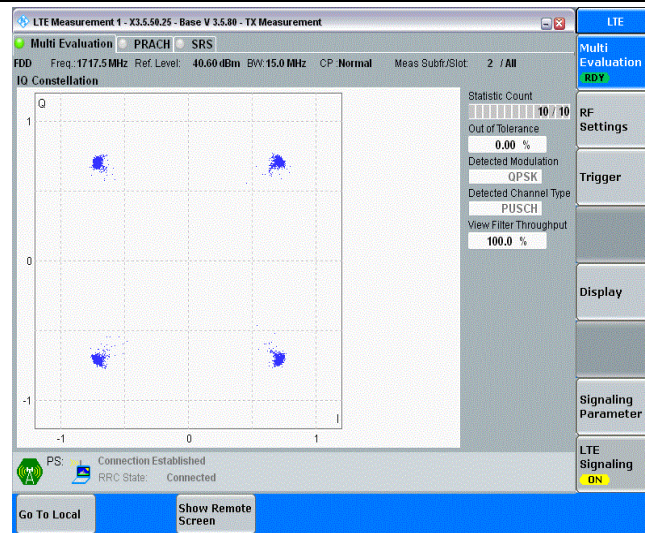 LTE Measurement 1 - X3.5.50.25 - Base V 3.5.80 - TX Measurement
LTE
Multi Evaluation PRACH SRS
FDD Freq.: 1717.5 MHz Ref. Level: 40.60 dBm BW: 15.0 MHz CP : Normal Meas Subfr/Slot: 2 / All
IQ Constellation
Q
1
0
-1
-1 0 1
I
Statistic Count
10 / 10
Out of Tolerance
0.00 %
Detected Modulation
QPSK
Detected Channel Type
PUSCH
View Filter Throughput
100.0 %
PS: Connection Established
RRC State: Connected
Multi
Evaluation
RDY
RF
Settings
Trigger
Display
Signaling
Parameter
LTE
Signaling
ON
Go To Local
Show Remote
Screen